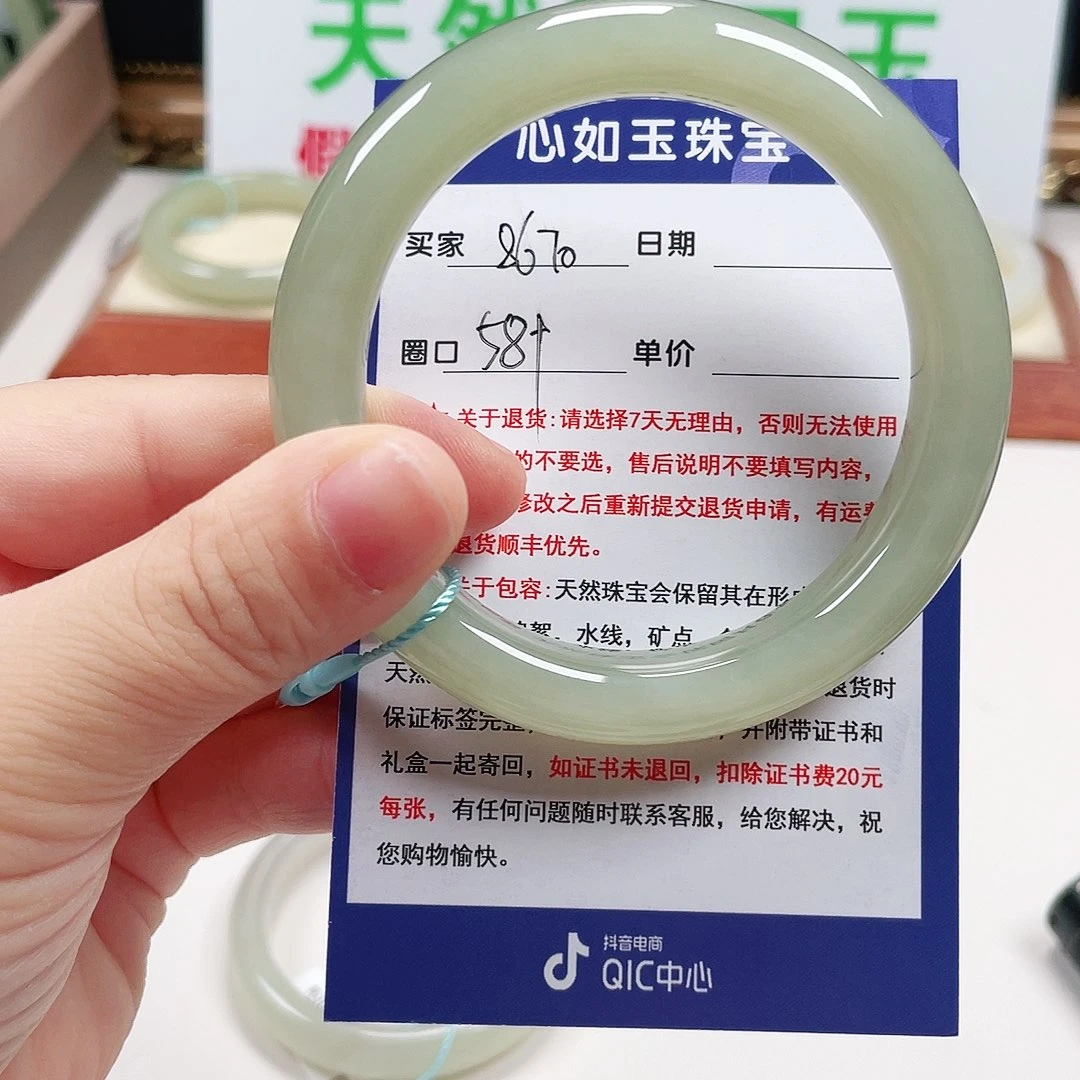 天然
玉
假
心如玉珠宝
买家 8670 日期
圈口 58+ 单价
关于退货:请选择7天无理由,否则无法使用
的不要选,售后说明不要填写内容,
修改之后重新提交退货申请,有运
退货顺丰优先。
关于包容:天然珠宝会保留其在形
水线,矿点
天然 退货时
保证标签完整 并附带证书和
礼盒一起寄回,如证书未退回,扣除证书费20元
每张,有任何问题随时联系客服,给您解决,祝
您购物愉快。
抖音电商
QIC中心